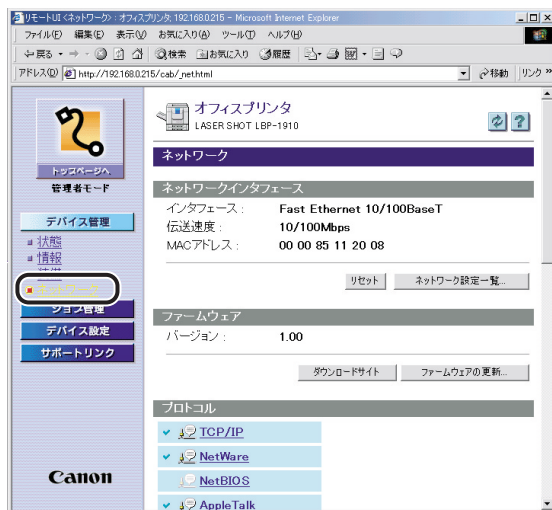 リモートUI <ネットワーク> : オフィスプリンタ; 192.168.0.215 - Microsoft Internet Explorer
ファイル(F) 編集(E) 表示(V) お気に入り(A) ツール(T) ヘルプ(H)
戻る 検索 お気に入り 履歴
アドレス(D) http://192.168.0.215/cab/_net.html 移動 リンク »
オフィスプリンタ
LASER SHOT LBP-1910
トップページへ
管理者モード
デバイス管理
状態
情報
デバイス設定
サポートリンク
Canon
ネットワーク
ネットワークインタフェース
インタフェース : Fast Ethernet 10/100BaseT
伝送速度 : 10/100Mbps
MACアドレス : 00 00 85 11 20 08
リセット ネットワーク設定一覧...
ファームウェア
バージョン : 1.00
ダウンロードサイト ファームウェアの更新...
プロトコル
TCP/IP
NetWare
NetBIOS
AppleTalk